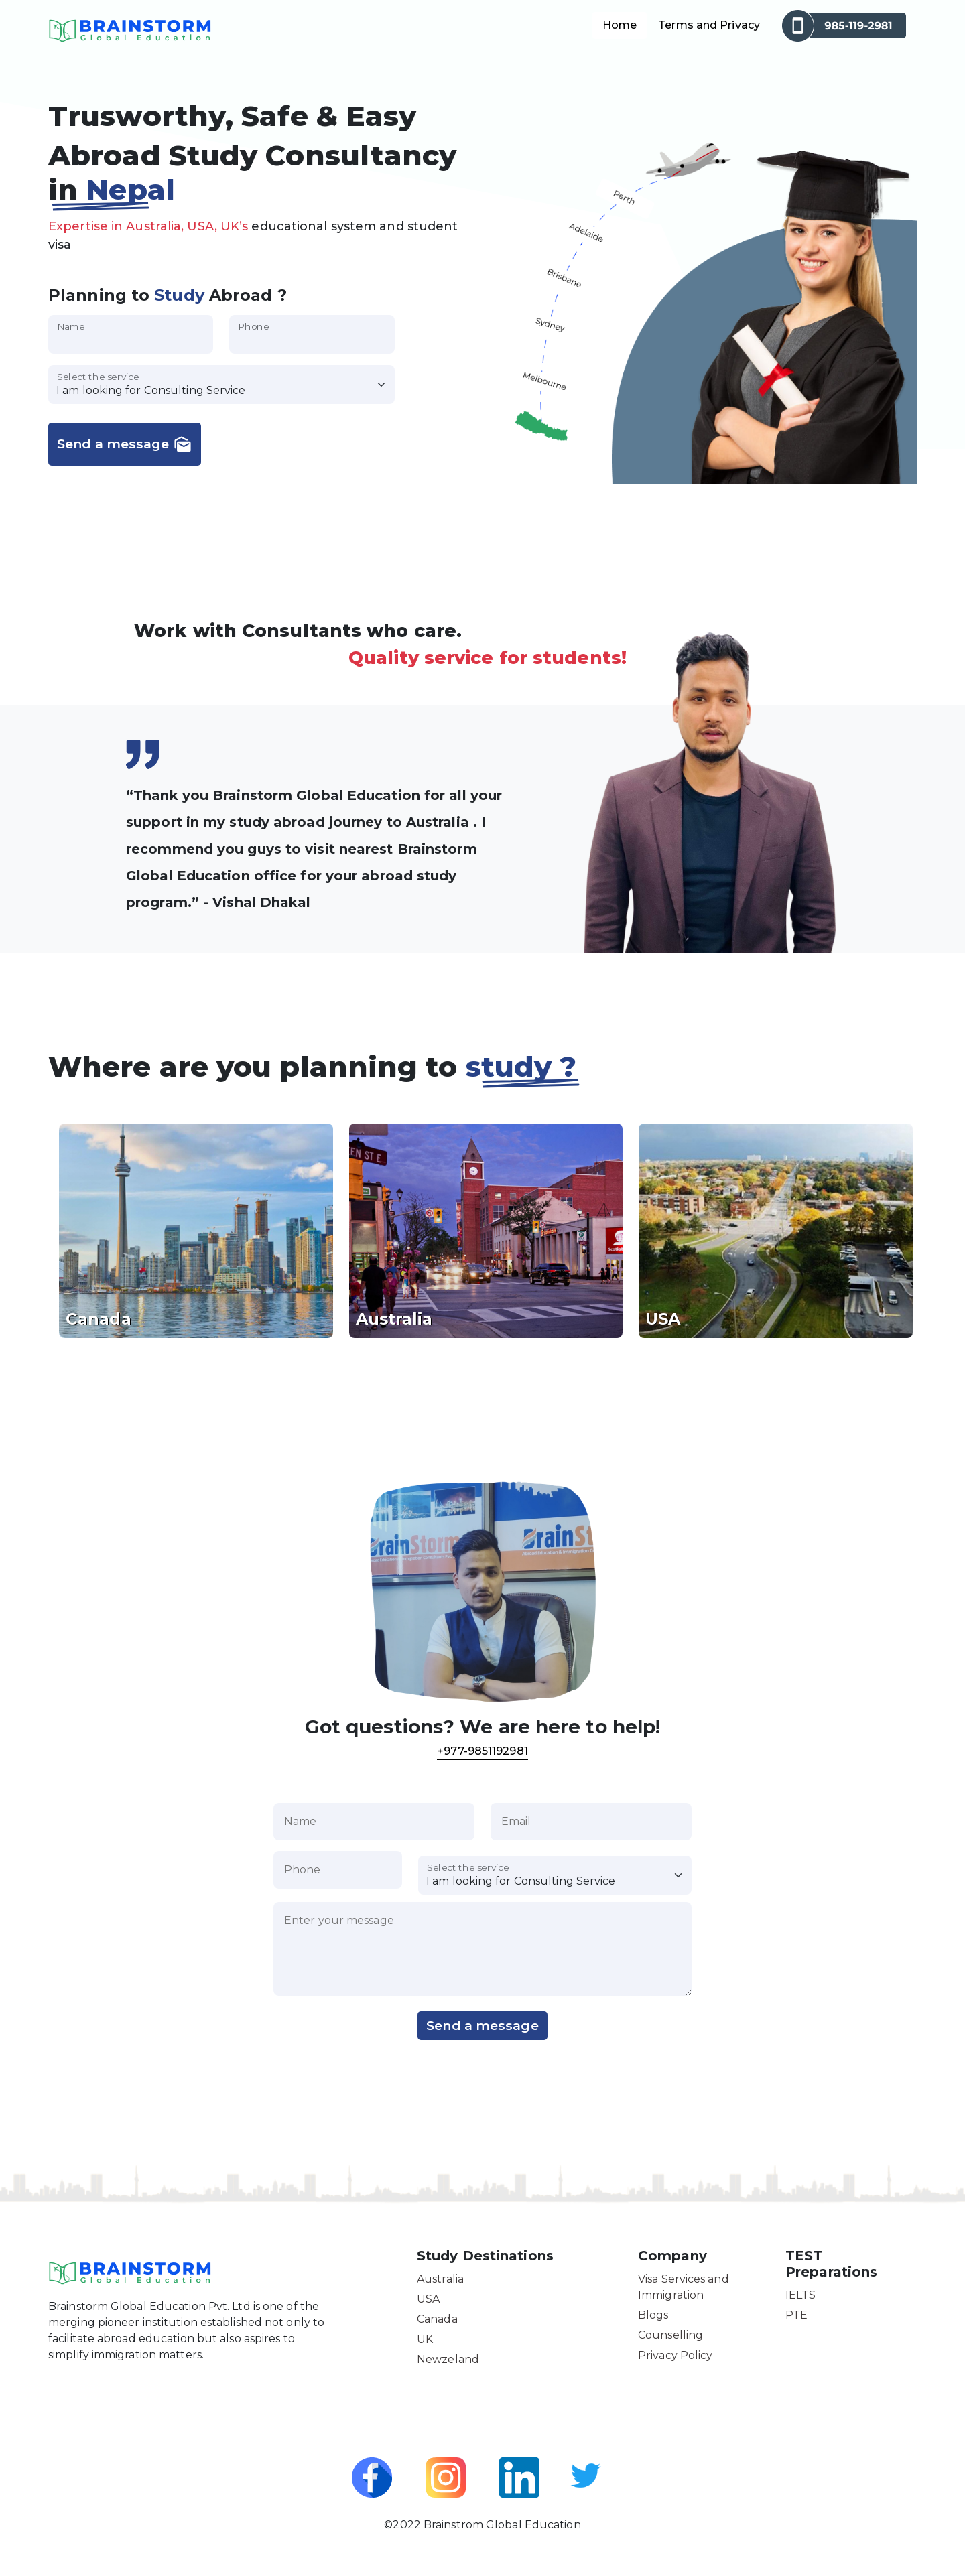 BRAINSTORM
Global Education
Home
Terms and Privacy
985-119-2981
Trusworthy, Safe & Easy
Abroad Study Consultancy
in Nepal
Expertise in Australia, USA, UK’s educational system and student
visa
Planning to Study Abroad ?
Name
Phone
Select the service
I am looking for Consulting Service
Send a message
Perth
Adelaide
Brisbane
Sydney
Melbourne
Work with Consultants who care.
Quality service for students!
“Thank you Brainstorm Global Education for all your
support in my study abroad journey to Australia . I
recommend you guys to visit nearest Brainstorm
Global Education office for your abroad study
program.” - Vishal Dhakal
Where are you planning to study ?
Canada
Australia
USA
BrainSto
BrainSt
Got questions? We are here to help!
+977-9851192981
Name
Email
Phone
Select the service
I am looking for Consulting Service
Enter your message
Send a message
BRAINSTORM
Global Education
Brainstorm Global Education Pvt. Ltd is one of the
merging pioneer institution established not only to
facilitate abroad education but also aspires to
simplify immigration matters.
Study Destinations
Australia
USA
Canada
UK
Newzeland
Company
Visa Services and
Immigration
Blogs
Counselling
Privacy Policy
TEST
Preparations
IELTS
PTE
©2022 Brainstrom Global Education